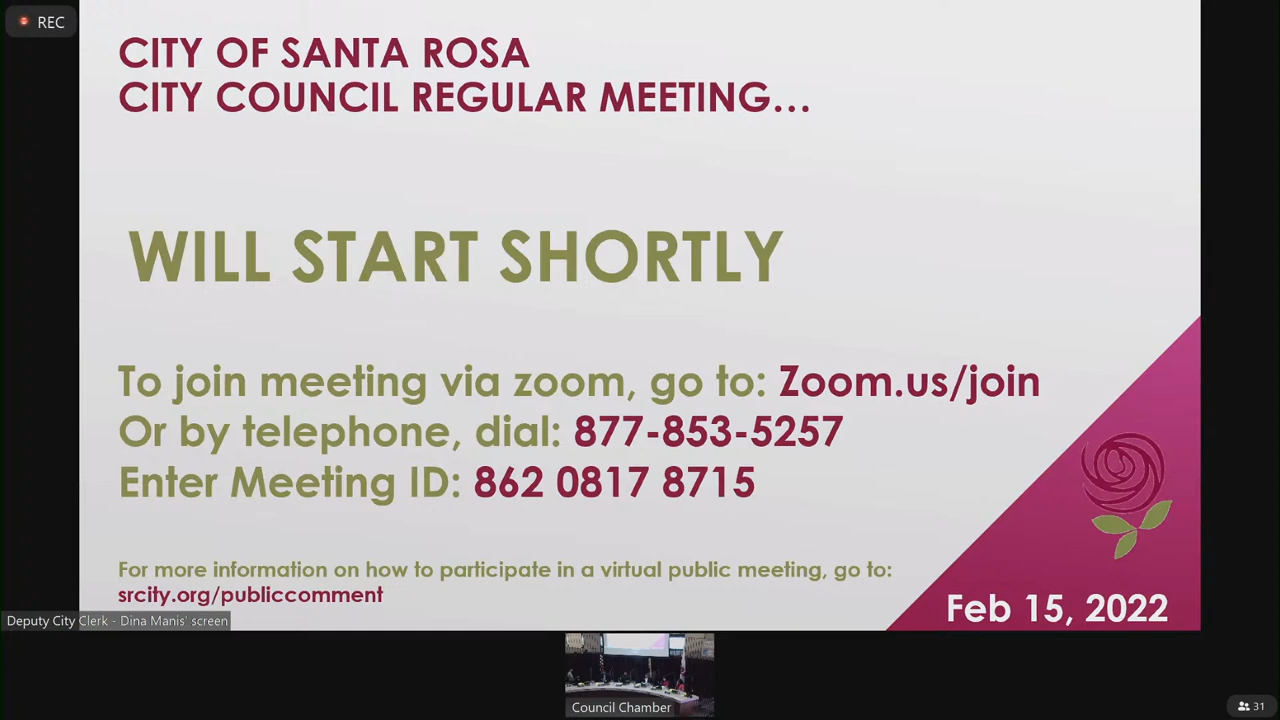 REC
CITY OF SANTA ROSA
CITY COUNCIL REGULAR MEETING...
WILL START SHORTLY
To join meeting via zoom, go to: Zoom.us/join
Or by telephone, dial: 877-853-5257
Enter Meeting ID: 862 0817 8715
For more information on how to participate in a virtual public meeting, go to:
srcity.org/publiccomment
Feb 15, 2022
Deputy City Clerk - Dina Manis' screen
Council Chamber
31